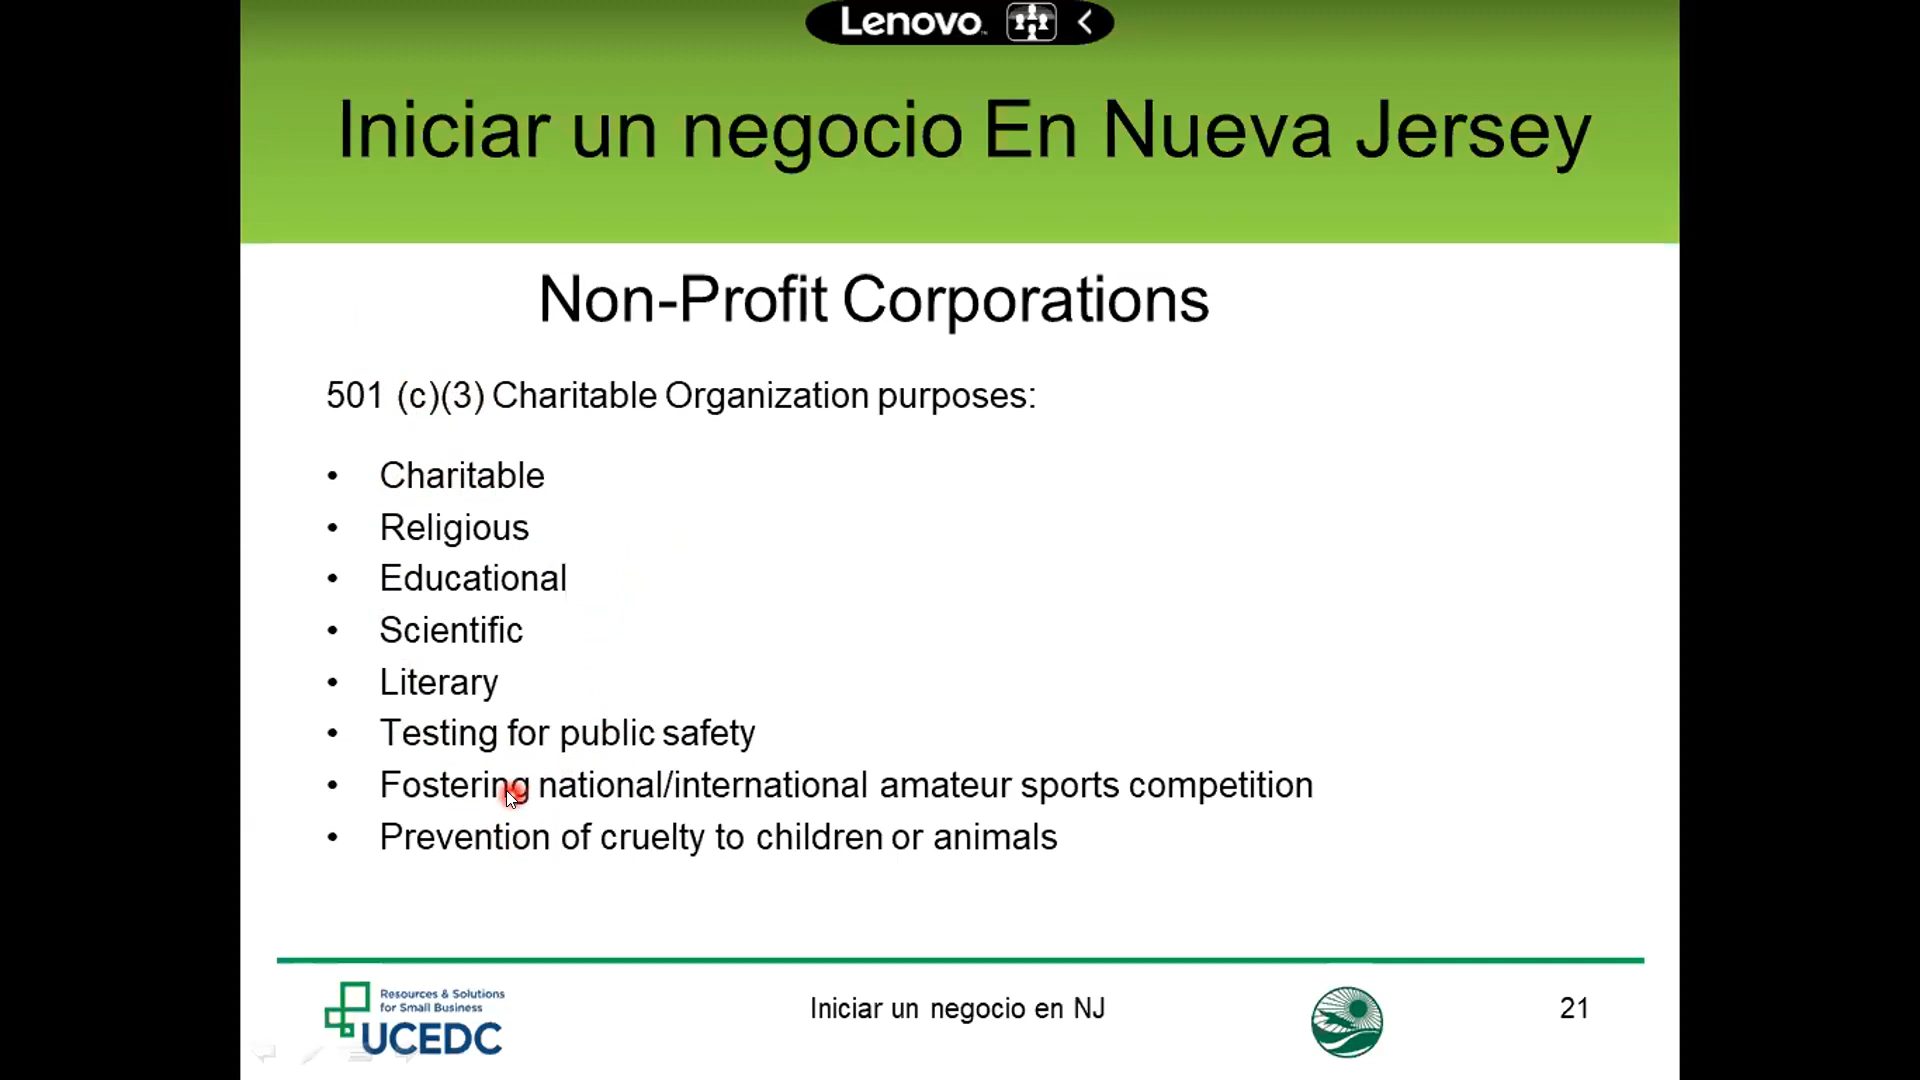 Lenovo
Iniciar un negocio En Nueva Jersey
Non-Profit Corporations
501 (c)(3) Charitable Organization purposes:
• Charitable
• Religious
• Educational
• Scientific
• Literary
• Testing for public safety
• Fostering national/international amateur sports competition
• Prevention of cruelty to children or animals
Resources & Solutions
for Small Business
UCEDC
Iniciar un negocio en NJ
21